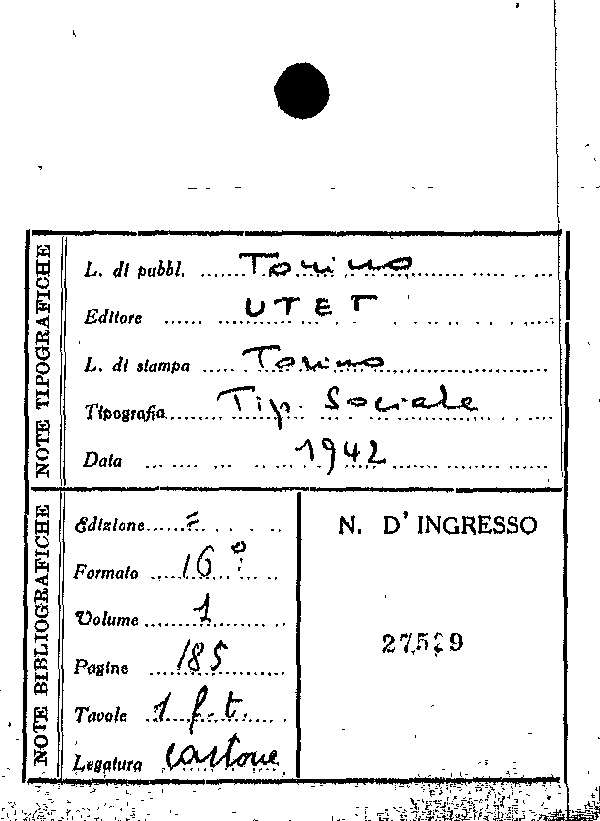 NOTE TIPOGRAFICHE
L. di pubbl. Torino
Editore UTET
L. di stampa Torino
Tipografia Tip. Sociale
Data 1942
NOTE BIBLIOGRAFICHE
Edizione =
Formato 16º
Volume 1
Pagine 185
Tavole 1 f.t.
Legatura cartone
N. D'INGRESSO